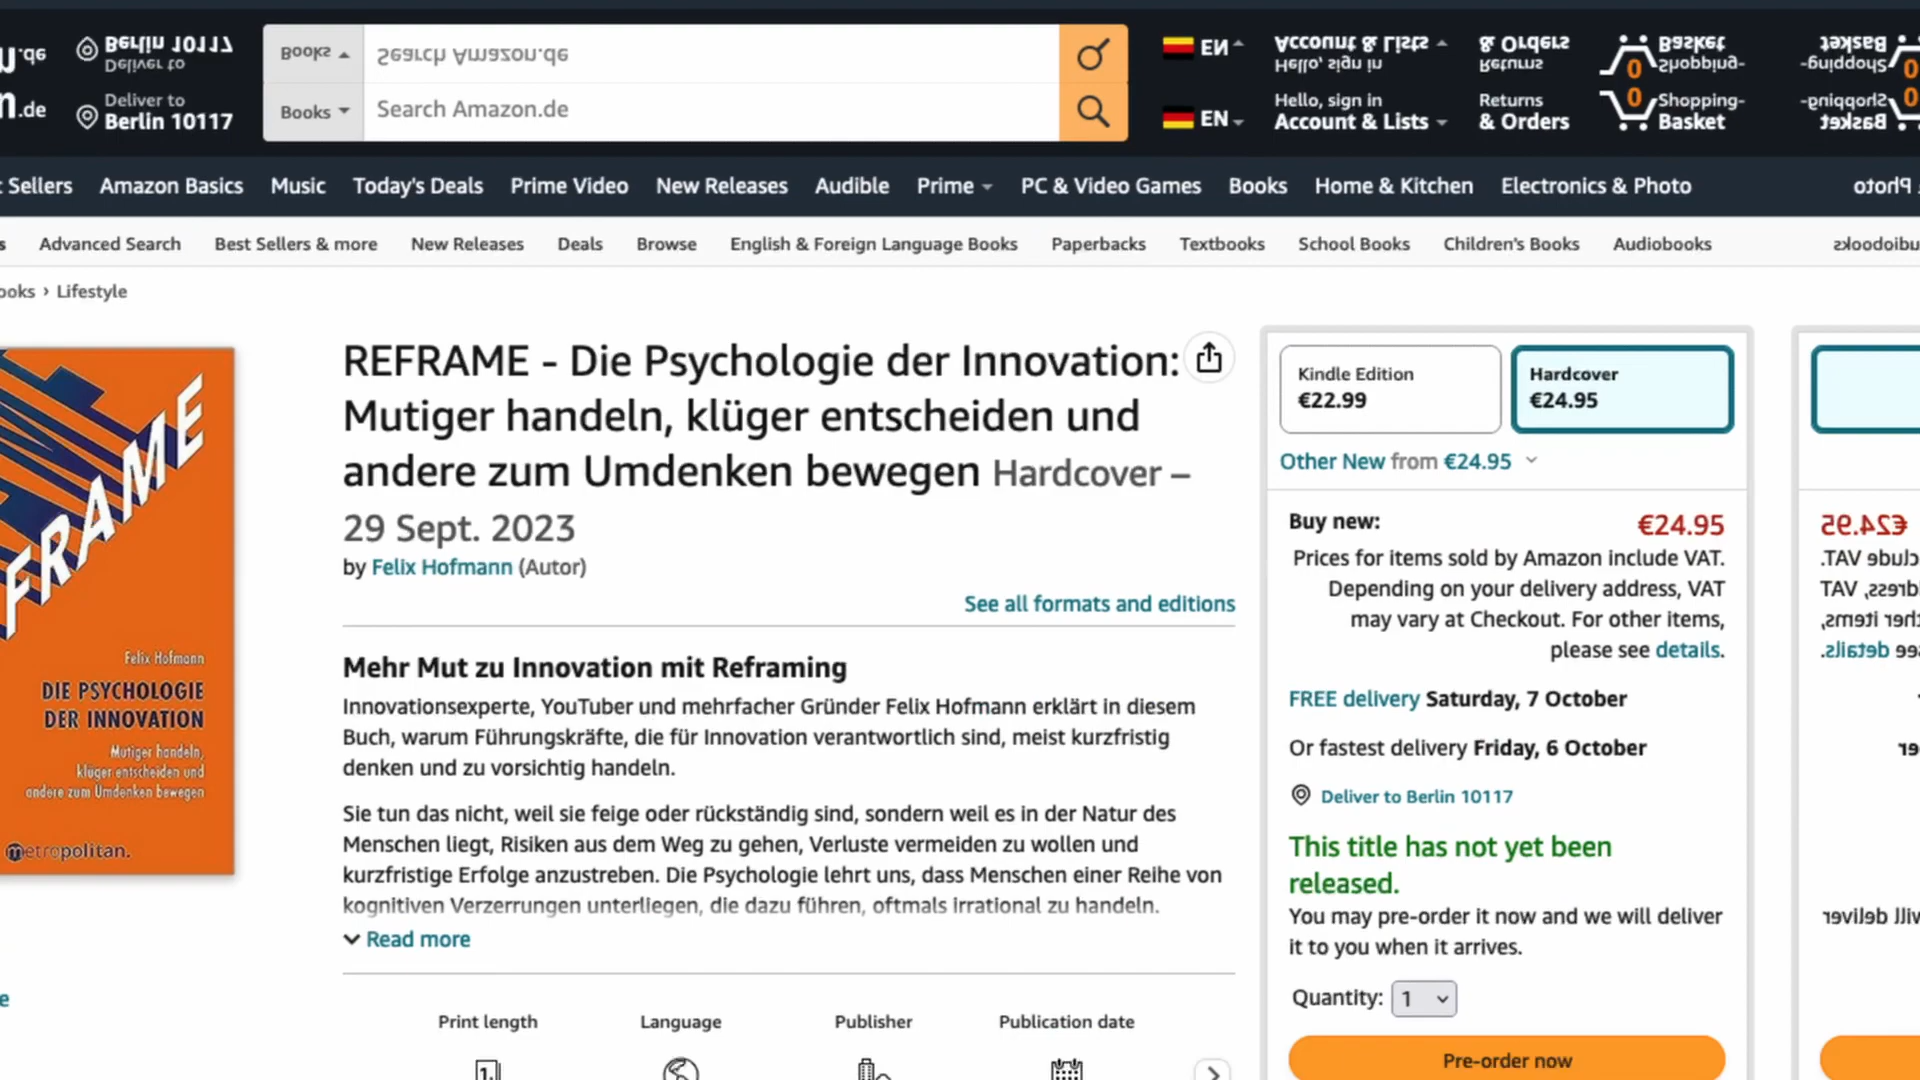 .de
Deliver to
Berlin 10117
Books
Search Amazon.de
EN
Hello, sign in
Account & Lists
Returns
& Orders
0
Shopping-
Basket
Sellers
Amazon Basics
Music
Today's Deals
Prime Video
New Releases
Audible
Prime
PC & Video Games
Books
Home & Kitchen
Electronics & Photo
Advanced Search
Best Sellers & more
New Releases
Deals
Browse
English & Foreign Language Books
Paperbacks
Textbooks
School Books
Children's Books
Audiobooks
ooks › Lifestyle
FRAME
Felix Hofmann
DIE PSYCHOLOGIE
DER INNOVATION
Mutiger handeln,
klüger entscheiden und
andere zum Umdenken bewegen
metropolitan.
REFRAME - Die Psychologie der Innovation:
Mutiger handeln, klüger entscheiden und
andere zum Umdenken bewegen Hardcover –
29 Sept. 2023
by Felix Hofmann (Autor)
See all formats and editions
Mehr Mut zu Innovation mit Reframing
Innovationsexperte, YouTuber und mehrfacher Gründer Felix Hofmann erklärt in diesem
Buch, warum Führungskräfte, die für Innovation verantwortlich sind, meist kurzfristig
denken und zu vorsichtig handeln.
Sie tun das nicht, weil sie feige oder rückständig sind, sondern weil es in der Natur des
Menschen liegt, Risiken aus dem Weg zu gehen, Verluste vermeiden zu wollen und
kurzfristige Erfolge anzustreben. Die Psychologie lehrt uns, dass Menschen einer Reihe von
kognitiven Verzerrungen unterliegen, die dazu führen, oftmals irrational zu handeln.
Read more
Print length
Language
Publisher
Publication date
Kindle Edition
€22.99
Hardcover
€24.95
Other New from €24.95
Buy new:
€24.95
Prices for items sold by Amazon include VAT.
Depending on your delivery address, VAT
may vary at Checkout. For other items,
please see details.
FREE delivery Saturday, 7 October
Or fastest delivery Friday, 6 October
Deliver to Berlin 10117
This title has not yet been
released.
You may pre-order it now and we will deliver
it to you when it arrives.
Quantity: 1
Pre-order now